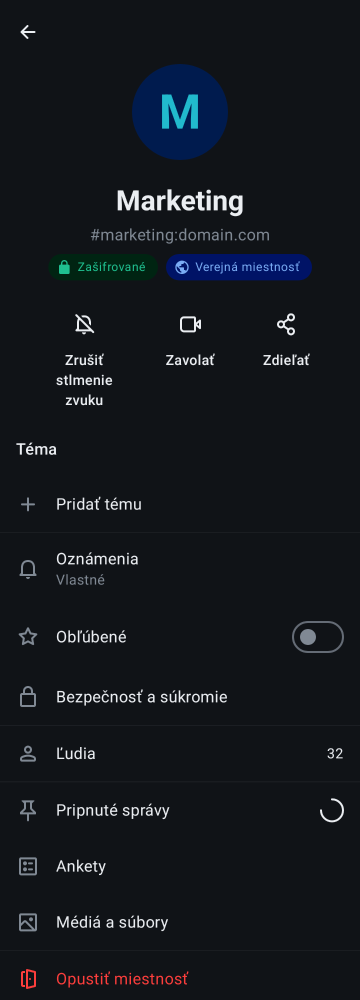 M
Marketing
#marketing:domain.com
Zašifrované
Verejná miestnosť
Zrušiť
stlmenie
zvuku
Zavolať
Zdieľať
Téma
Pridať tému
Oznámenia
Vlastné
Obľúbené
Bezpečnosť a súkromie
Ľudia
32
Pripnuté správy
Ankety
Médiá a súbory
Opustiť miestnosť